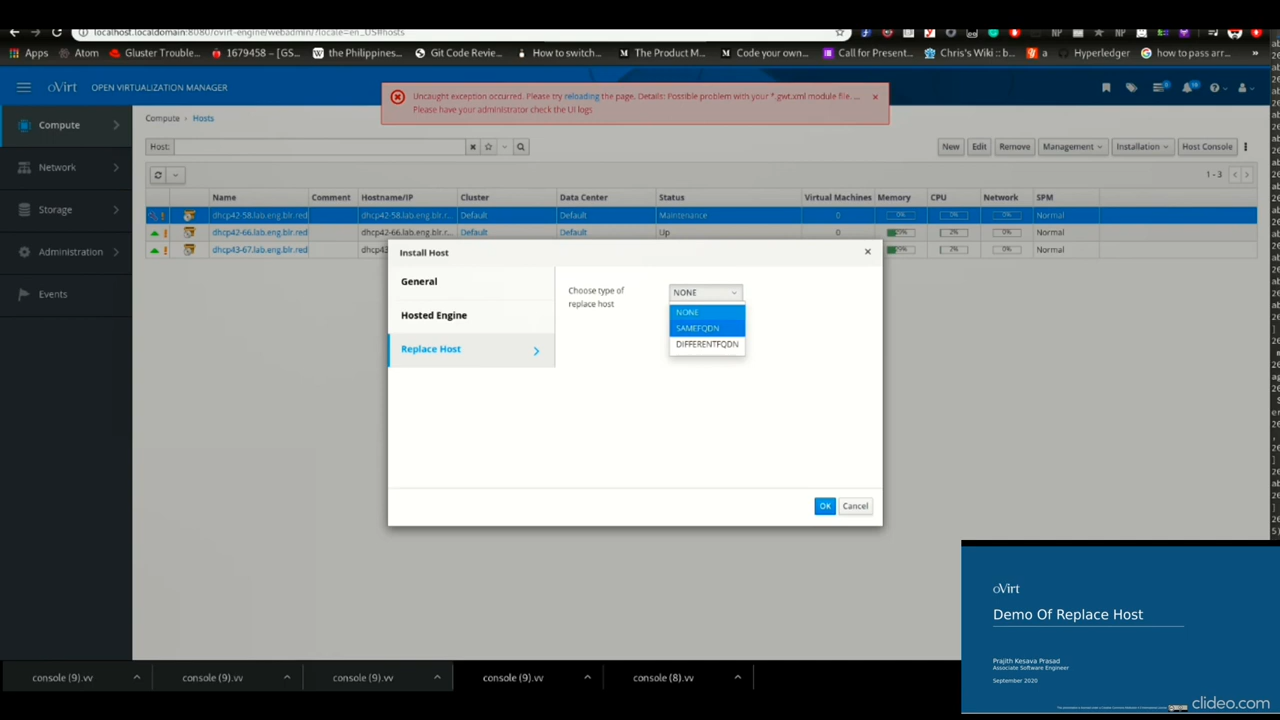 localhost.localdomain:8080/ovirt-engine/webadmin/?locale=en_US#hosts
Apps Atom Gluster Trouble... 1679458 – [GS... the Philippines... Git Code Revie... How to switch... The Product M... Code your own... Call for Present... Chris's Wiki :: b... a Hyperledger how to pass arr... »
oVirt OPEN VIRTUALIZATION MANAGER
Uncaught exception occurred. Please try reloading the page. Details: Possible problem with your *.gwt.xml module file. ...
Please have your administrator check the UI logs
Compute
Network
Storage
Administration
Events
Compute › Hosts
Host:
New Edit Remove Management Installation Host Console
1 - 3
Name Comment Hostname/IP Cluster Data Center Status Virtual Machines Memory CPU Network SPM
dhcp42-58.lab.eng.blr.red dhcp42-58.lab.eng.blr.r... Default Default Maintenance 0 0% 0% 0% Normal
dhcp42-66.lab.eng.blr.red dhcp42-66.lab.eng.blr.r... Default Default Up 0 2% 0% Normal
dhcp43-67.lab.eng.blr.red dhcp43 2% 0% Normal
Install Host
General
Hosted Engine
Replace Host
Choose type of
replace host
NONE
NONE
SAMEFQDN
DIFFERENTFQDN
OK Cancel
console (9).vv console (9).vv console (9).vv console (9).vv console (8).vv
oVirt
Demo Of Replace Host
Prajith Kesava Prasad
Associate Software Engineer
September 2020
clideo.com